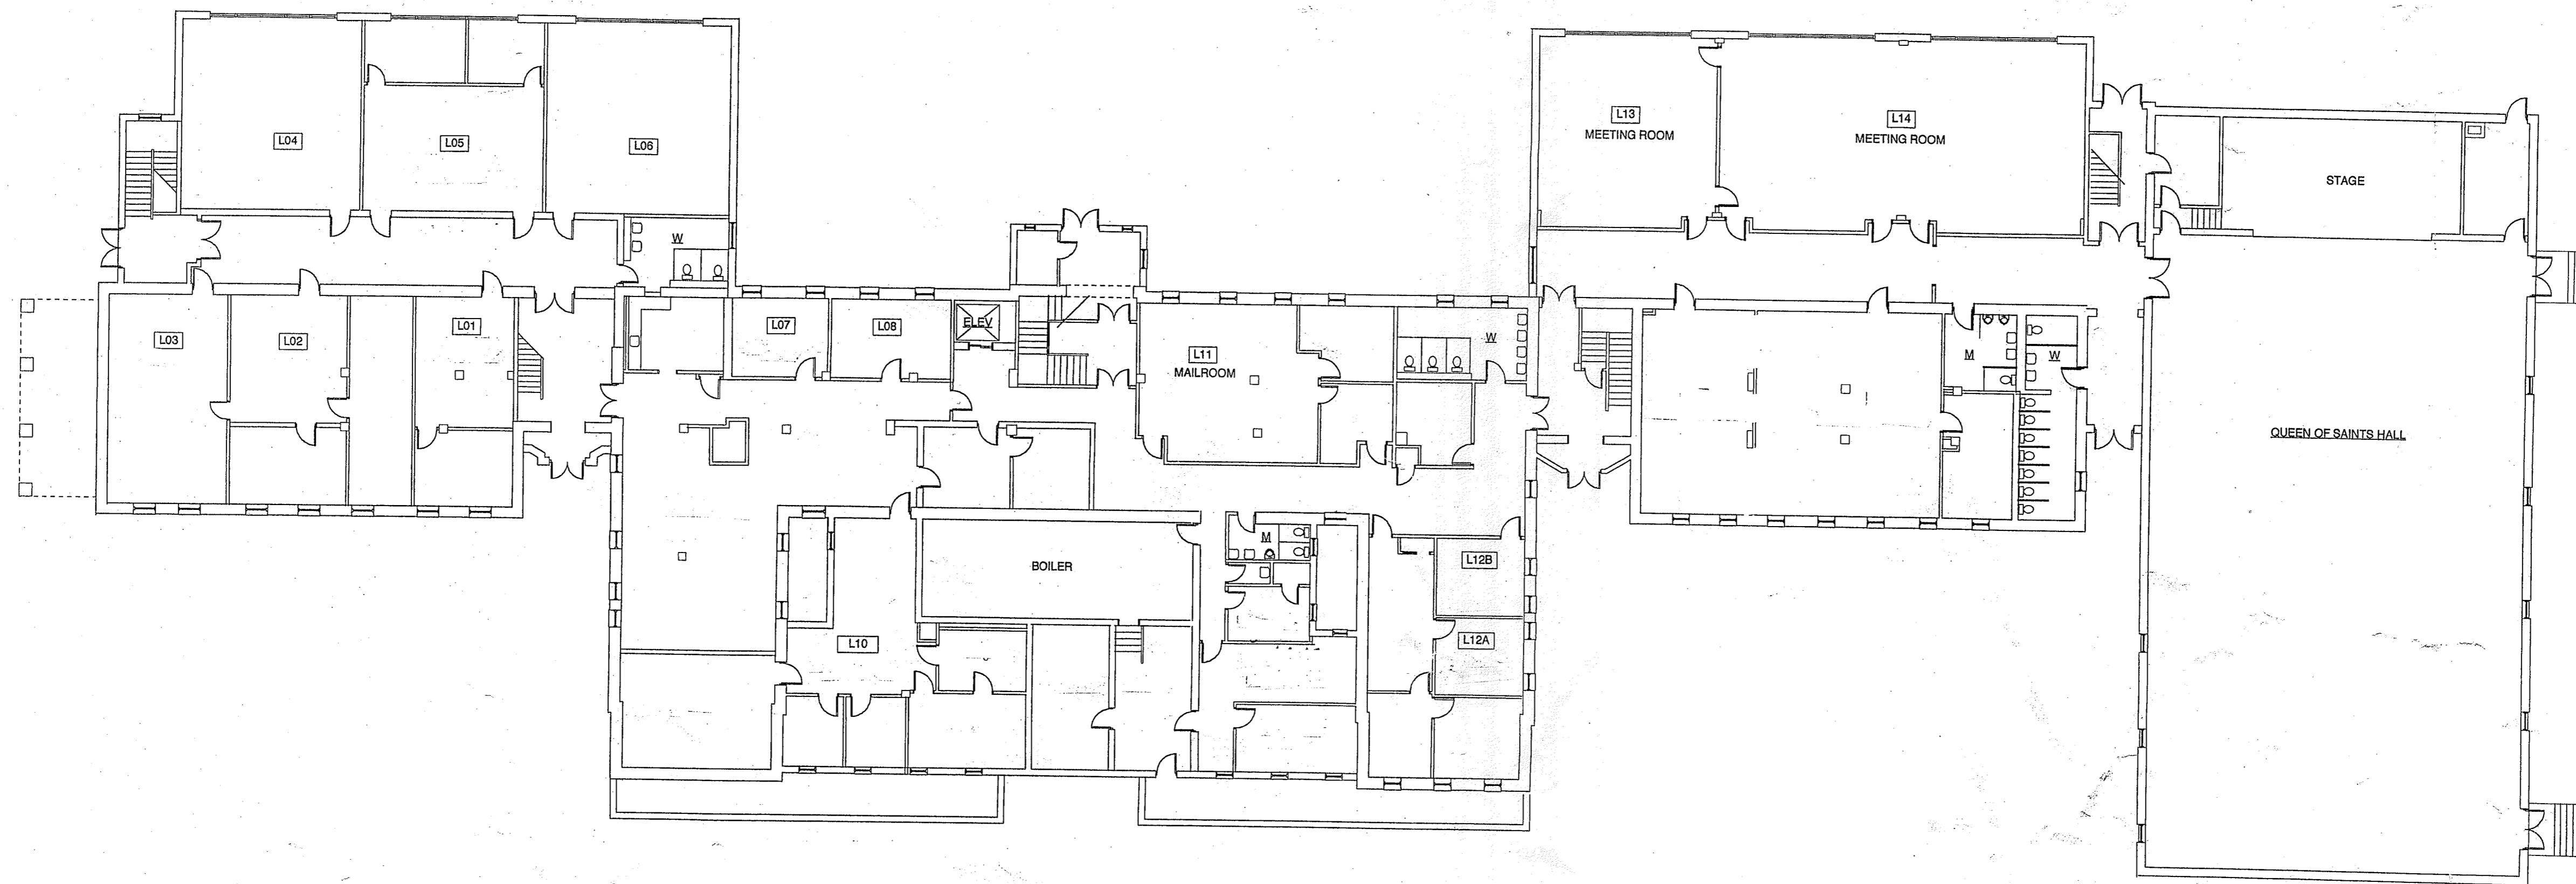 L04
L05
L06
W
L03
L02
L01
L07
L08
ELEV
L11
MAILROOM
W
L13
MEETING ROOM
L14
MEETING ROOM
STAGE
M
W
QUEEN OF SAINTS HALL
BOILER
M
L10
L12B
L12A